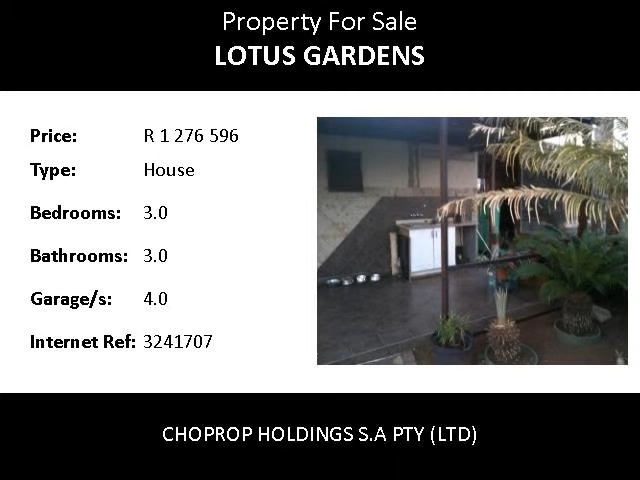 Property For Sale
LOTUS GARDENS
Price: R 1 276 596
Type: House
Bedrooms: 3.0
Bathrooms: 3.0
Garage/s: 4.0
Internet Ref: 3241707
CHOPROP HOLDINGS S.A PTY (LTD)